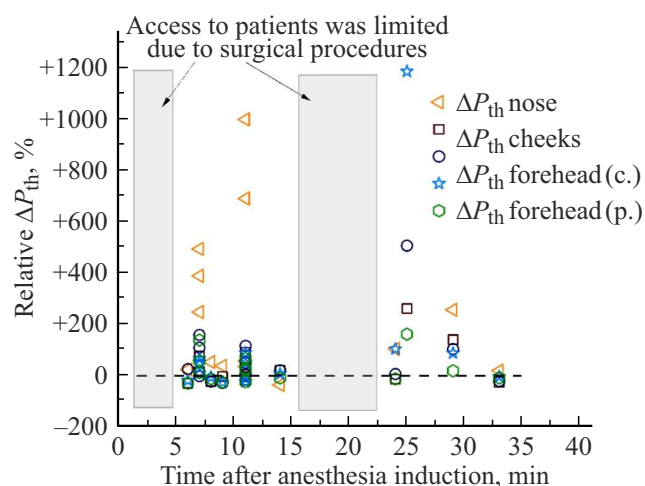 Access to patients was limited
due to surgical procedures
+1200
+1000
+800
+600
+400
+200
0
–200
Relative ΔPth, %
ΔPth nose
ΔPth cheeks
ΔPth forehead (c.)
ΔPth forehead (p.)
0 5 10 15 20 25 30 35 40
Time after anesthesia induction, min